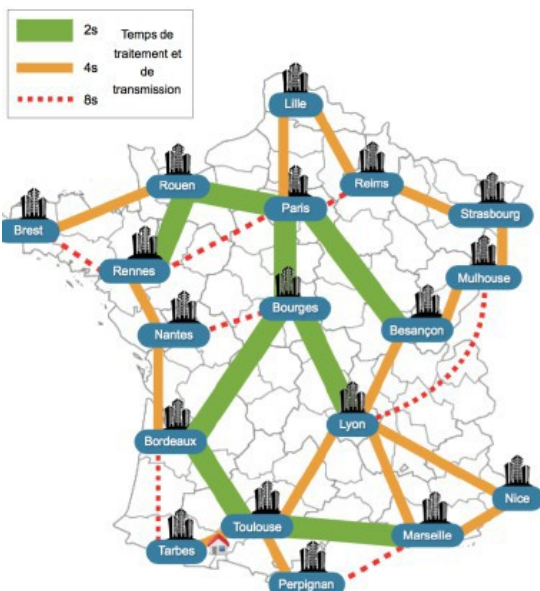 2s
Temps de
traitement et
de
transmission
4s
8s
Lille
Rouen
Reims
Paris
Strasbourg
Brest
Rennes
Mulhouse
Bourges
Nantes
Besançon
Lyon
Bordeaux
Nice
Toulouse
Marseille
Tarbes
Perpignan